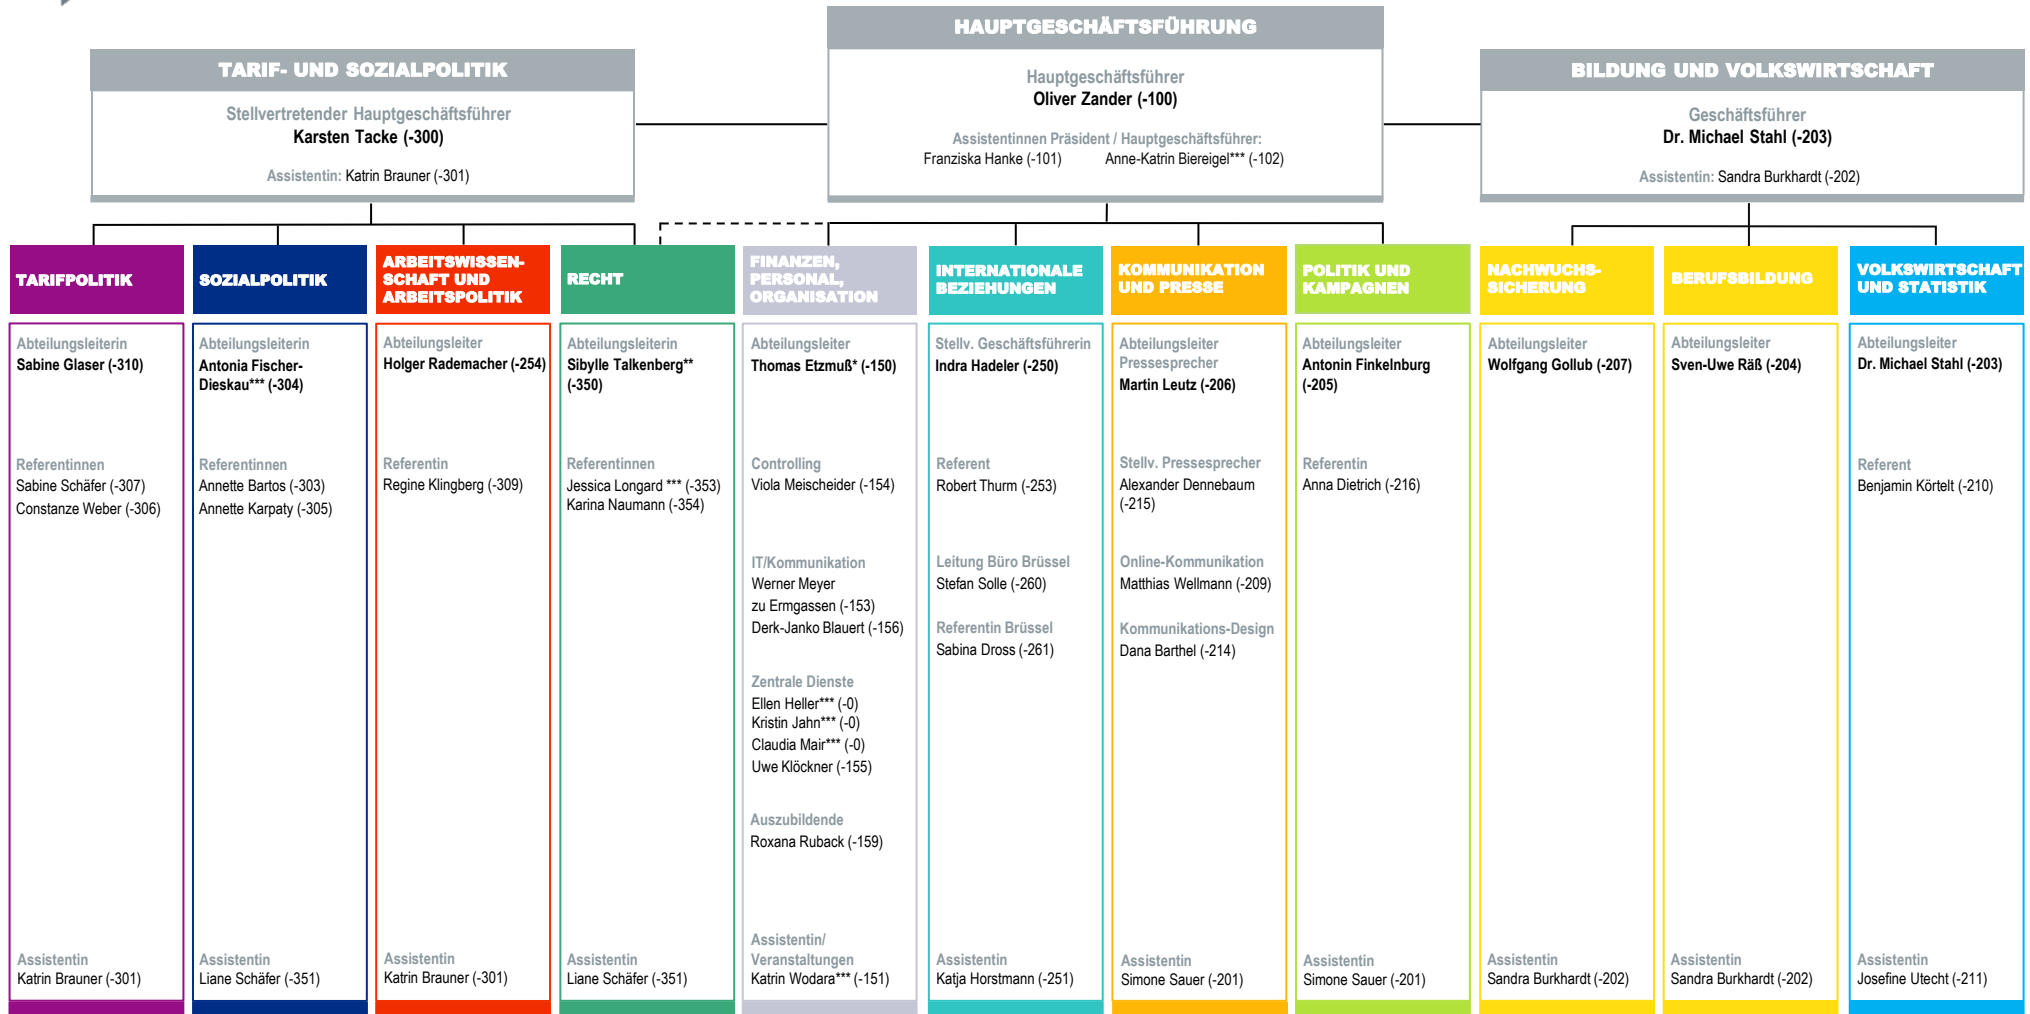 HAUPTGESCHÄFTSFÜHRUNG
Hauptgeschäftsführer
Oliver Zander (-100)
Assistentinnen Präsident / Hauptgeschäftsführer:
Franziska Hanke (-101) Anne-Katrin Biereigel*** (-102)
TARIF- UND SOZIALPOLITIK
Stellvertretender Hauptgeschäftsführer
Karsten Tacke (-300)
Assistentin: Katrin Brauner (-301)
BILDUNG UND VOLKSWIRTSCHAFT
Geschäftsführer
Dr. Michael Stahl (-203)
Assistentin: Sandra Burkhardt (-202)
TARIFPOLITIK
Abteilungsleiterin
Sabine Glaser (-310)
Referentinnen
Sabine Schäfer (-307)
Constanze Weber (-306)
Assistentin
Katrin Brauner (-301)
SOZIALPOLITIK
Abteilungsleiterin
Antonia Fischer-
Dieskau*** (-304)
Referentinnen
Annette Bartos (-303)
Annette Karpaty (-305)
Assistentin
Liane Schäfer (-351)
ARBEITSWISSEN-
SCHAFT UND
ARBEITSPOLITIK
Abteilungsleiter
Holger Rademacher (-254)
Referentin
Regine Klingberg (-309)
Assistentin
Katrin Brauner (-301)
RECHT
Abteilungsleiterin
Sibylle Talkenberg**
(-350)
Referentinnen
Jessica Longard *** (-353)
Karina Naumann (-354)
Assistentin
Liane Schäfer (-351)
FINANZEN,
PERSONAL,
ORGANISATION
Abteilungsleiter
Thomas Etzmuß* (-150)
Controlling
Viola Meischeider (-154)
IT/Kommunikation
Werner Meyer
zu Ermgassen (-153)
Derk-Janko Blauert (-156)
Zentrale Dienste
Ellen Heller*** (-0)
Kristin Jahn*** (-0)
Claudia Mair*** (-0)
Uwe Klöckner (-155)
Auszubildende
Roxana Ruback (-159)
Assistentin/
Veranstaltungen
Katrin Wodara*** (-151)
INTERNATIONALE
BEZIEHUNGEN
Stellv. Geschäftsführerin
Indra Hadeler (-250)
Referent
Robert Thurm (-253)
Leitung Büro Brüssel
Stefan Solle (-260)
Referentin Brüssel
Sabina Dross (-261)
Assistentin
Katja Horstmann (-251)
KOMMUNIKATION
UND PRESSE
Abteilungsleiter
Pressesprecher
Martin Leutz (-206)
Stellv. Pressesprecher
Alexander Dennebaum
(-215)
Online-Kommunikation
Matthias Wellmann (-209)
Kommunikations-Design
Dana Barthel (-214)
Assistentin
Simone Sauer (-201)
POLITIK UND
KAMPAGNEN
Abteilungsleiter
Antonin Finkelnburg
(-205)
Referentin
Anna Dietrich (-216)
Assistentin
Simone Sauer (-201)
NACHWUCHS-
SICHERUNG
Abteilungsleiter
Wolfgang Gollub (-207)
Assistentin
Sandra Burkhardt (-202)
BERUFSBILDUNG
Abteilungsleiter
Sven-Uwe Räß (-204)
Assistentin
Sandra Burkhardt (-202)
VOLKSWIRTSCHAFT
UND STATISTIK
Abteilungsleiter
Dr. Michael Stahl (-203)
Referent
Benjamin Körtelt (-210)
Assistentin
Josefine Utecht (-211)